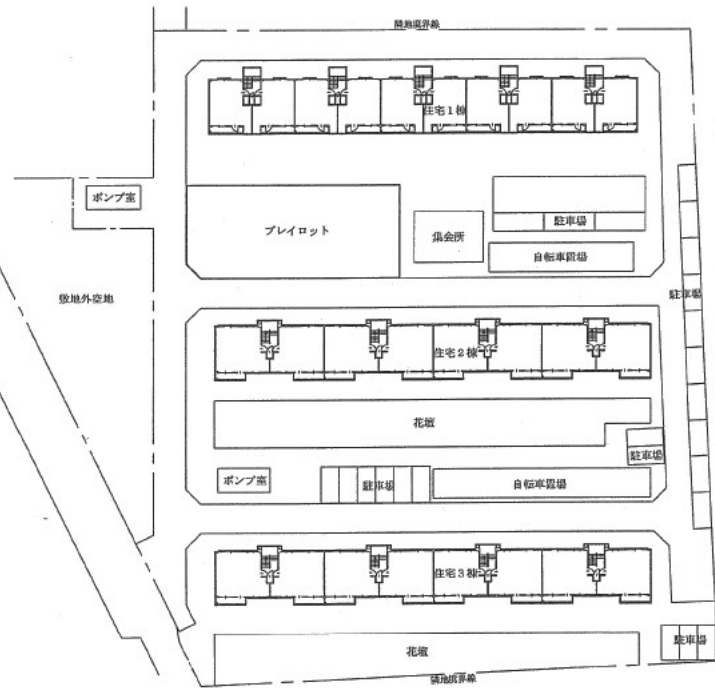 隣地境界線
住宅1棟
ポンプ室
プレイロット
集会所
駐車場
自転車置場
敷地外空地
駐車場
住宅2棟
花壇
駐車場
ポンプ室
駐車場
自転車置場
住宅3棟
花壇
駐車場
隣地境界線